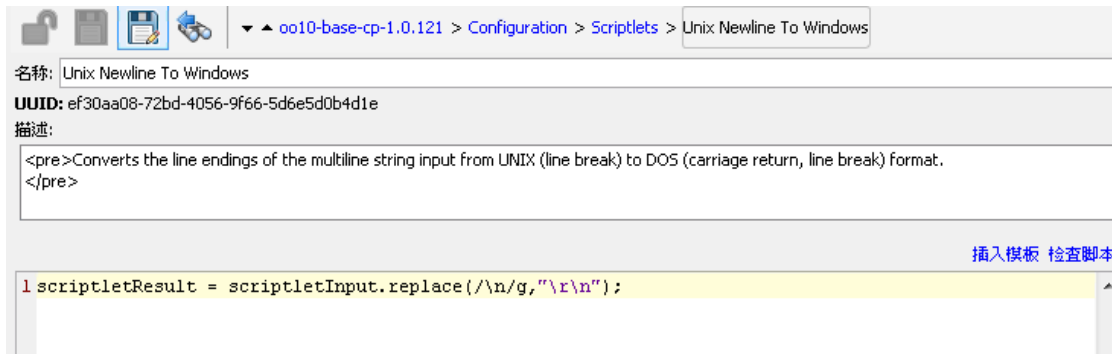 oo10-base-cp-1.0.121 > Configuration > Scriptlets > Unix Newline To Windows
名称: Unix Newline To Windows
UUID: ef30aa08-72bd-4056-9f66-5d6e5d0b4d1e
描述:
<pre>Converts the line endings of the multiline string input from UNIX (line break) to DOS (carriage return, line break) format.
</pre>
插入模板 检查脚本
1 scriptletResult = scriptletInput.replace(/\n/g,"\r\n");